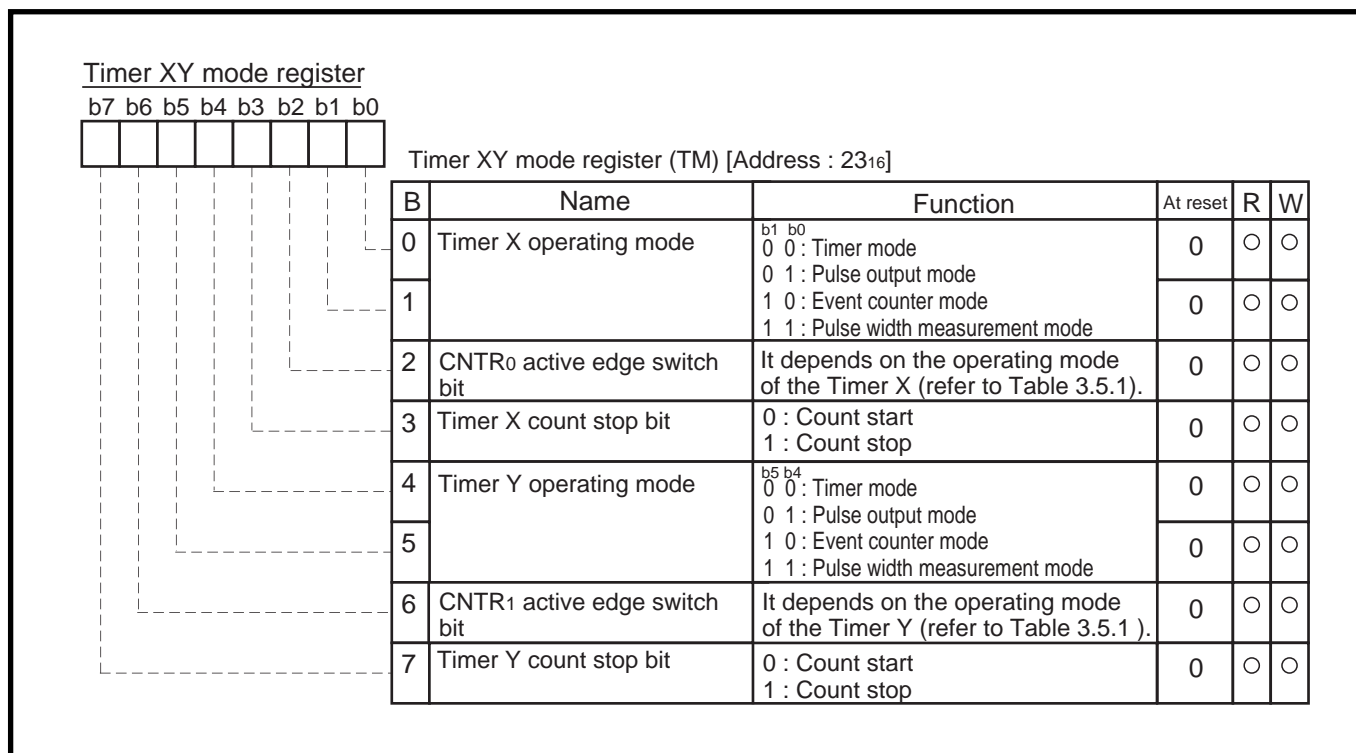 Timer XY mode register
b7 b6 b5 b4 b3 b2 b1 b0
Timer XY mode register (TM) [Address : 23₁₆]
B Name Function At reset R W
0 Timer X operating mode b1 b0
0 0 : Timer mode 0 ○ ○
0 1 : Pulse output mode
1 1 0 : Event counter mode 0 ○ ○
1 1 : Pulse width measurement mode
2 CNTR₀ active edge switch It depends on the operating mode 0 ○ ○
bit of the Timer X (refer to Table 3.5.1).
3 Timer X count stop bit 0 : Count start 0 ○ ○
1 : Count stop
4 Timer Y operating mode b5 b4
0 0 : Timer mode 0 ○ ○
0 1 : Pulse output mode
5 1 0 : Event counter mode 0 ○ ○
1 1 : Pulse width measurement mode
6 CNTR₁ active edge switch It depends on the operating mode 0 ○ ○
bit of the Timer Y (refer to Table 3.5.1 ).
7 Timer Y count stop bit 0 : Count start 0 ○ ○
1 : Count stop